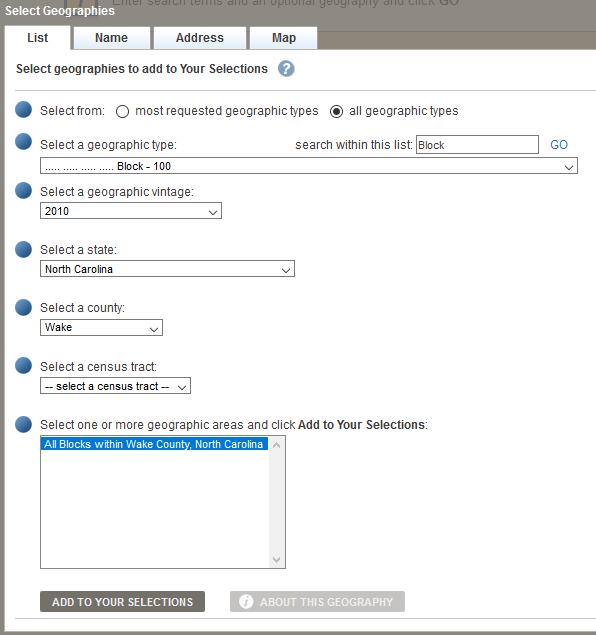 Enter search terms and an optional geography and click GO
Select Geographies
List Name Address Map
Select geographies to add to Your Selections ?
Select from: most requested geographic types all geographic types
Select a geographic type: search within this list: Block GO
..... ..... ..... ..... Block - 100
Select a geographic vintage:
2010
Select a state:
North Carolina
Select a county:
Wake
Select a census tract:
-- select a census tract --
Select one or more geographic areas and click Add to Your Selections:
All Blocks within Wake County, North Carolina
ADD TO YOUR SELECTIONS i ABOUT THIS GEOGRAPHY